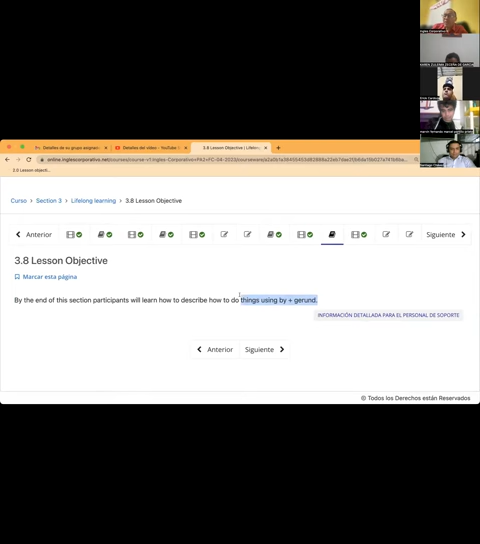 Detalles de su grupo asignado
Detalles del video - YouTube
3.8 Lesson Objective | Lifelon
2.0 Lesson objecti...
Curso > Section 3 > Lifelong learning > 3.8 Lesson Objective
Anterior
Siguiente
3.8 Lesson Objective
Marcar esta página
By the end of this section participants will learn how to describe how to do things using by + gerund.
INFORMACIÓN DETALLADA PARA EL PERSONAL DE SOPORTE
Anterior Siguiente
© Todos los Derechos están Reservados